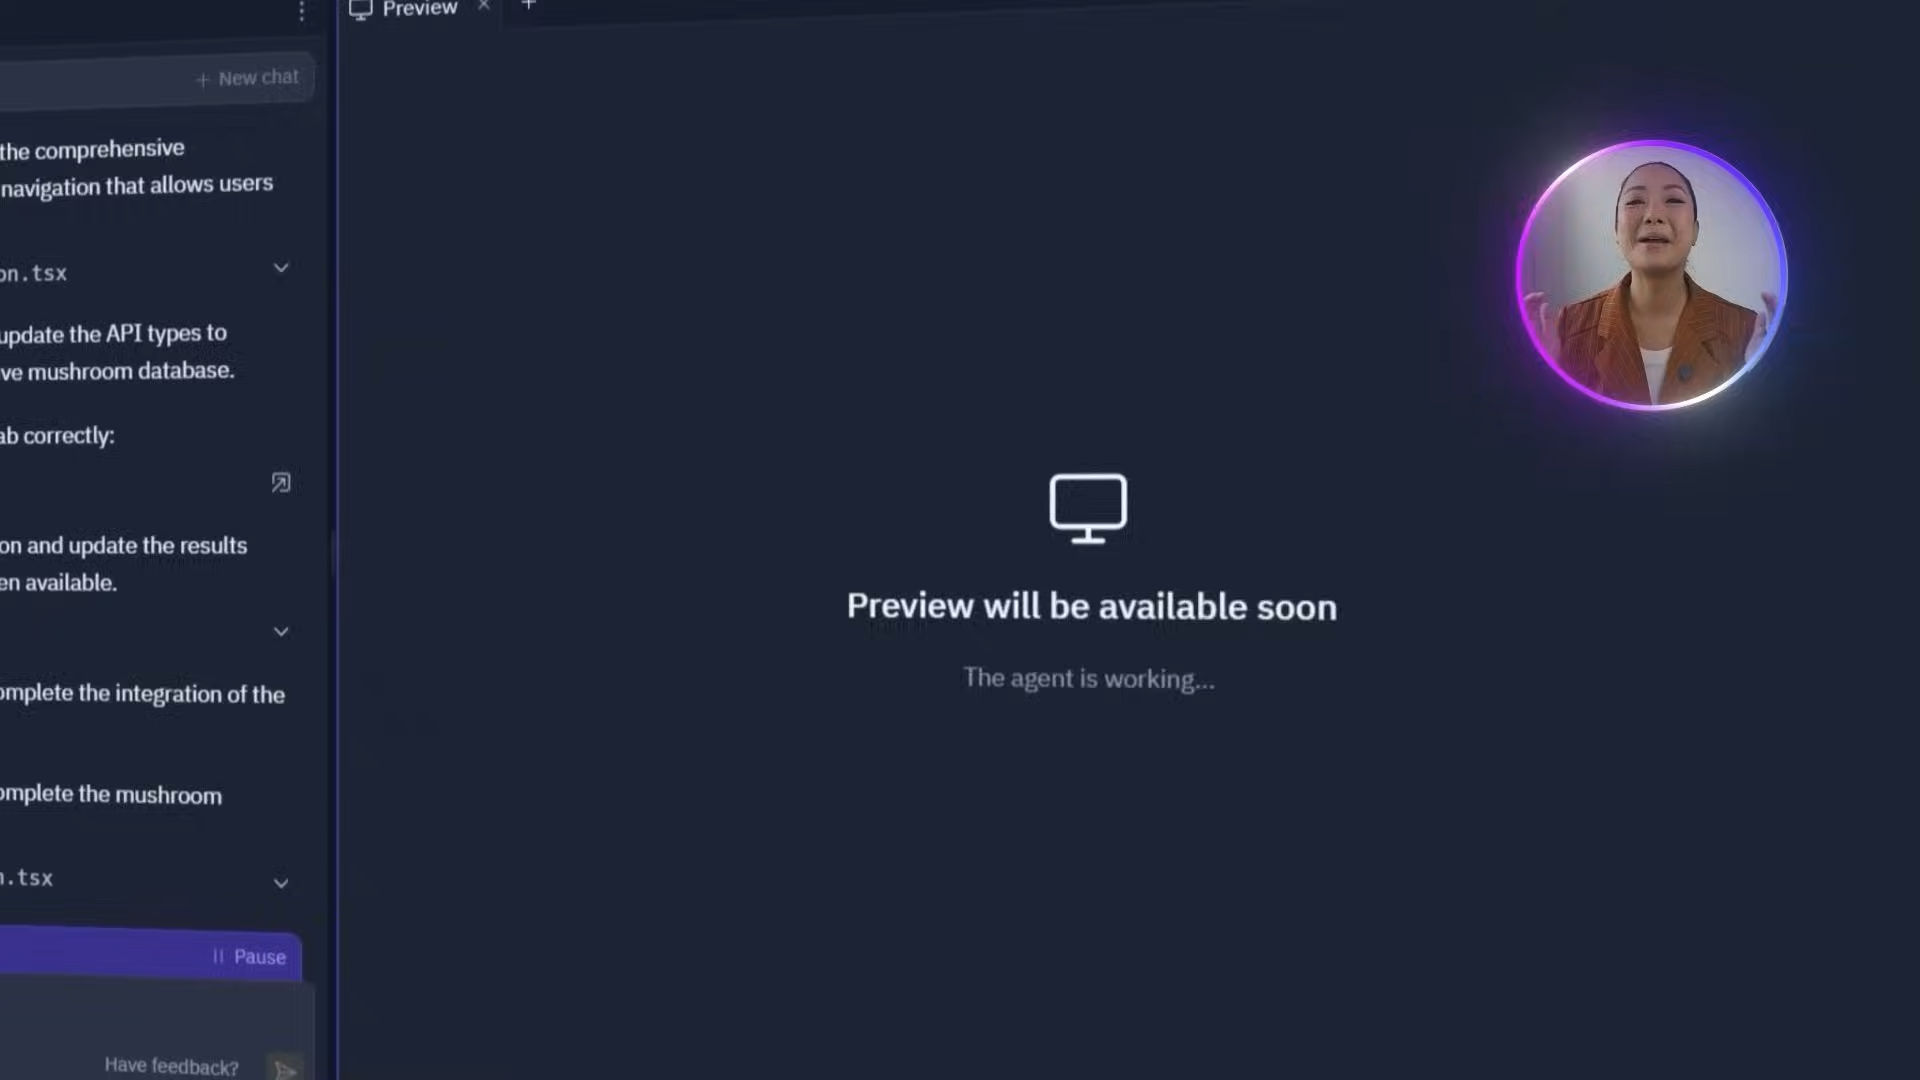 Preview
New chat
the comprehensive
navigation that allows users
on.tsx
update the API types to
ve mushroom database.
ab correctly:
on and update the results
en available.
omplete the integration of the
omplete the mushroom
n.tsx
Pause
Have feedback?
Preview will be available soon
The agent is working...